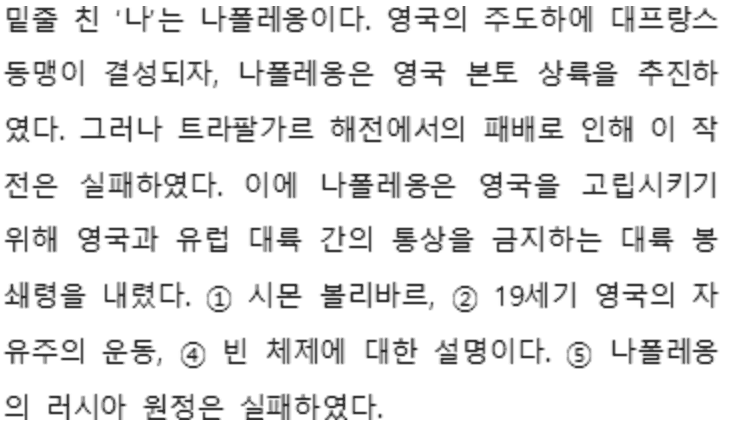 밑줄 친 ‘나’는 나폴레옹이다. 영국의 주도하에 대프랑스
동맹이 결성되자, 나폴레옹은 영국 본토 상륙을 추진하
였다. 그러나 트라팔가르 해전에서의 패배로 인해 이 작
전은 실패하였다. 이에 나폴레옹은 영국을 고립시키기
위해 영국과 유럽 대륙 간의 통상을 금지하는 대륙 봉
쇄령을 내렸다. ① 시몬 볼리바르, ② 19세기 영국의 자
유주의 운동, ④ 빈 체제에 대한 설명이다. ⑤ 나폴레옹
의 러시아 원정은 실패하였다.